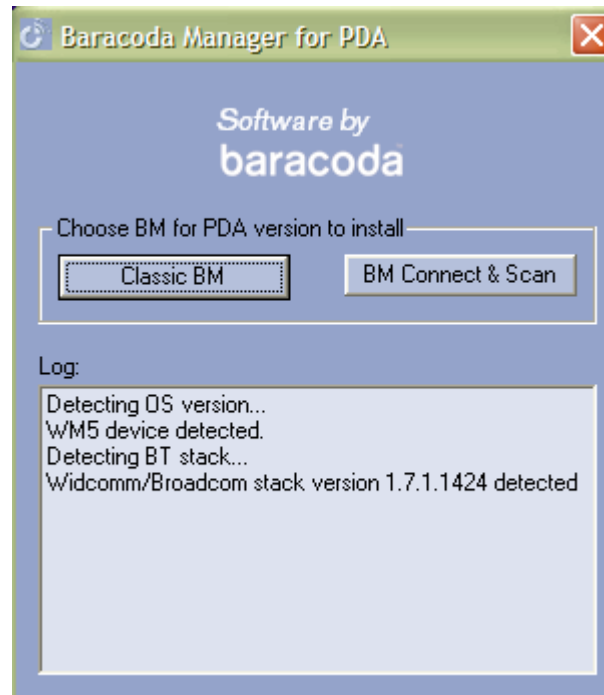 Baracoda Manager for PDA
Software by
baracoda
Choose BM for PDA version to install
Classic BM
BM Connect & Scan
Log:
Detecting OS version...
WM5 device detected.
Detecting BT stack...
Widcomm/Broadcom stack version 1.7.1.1424 detected